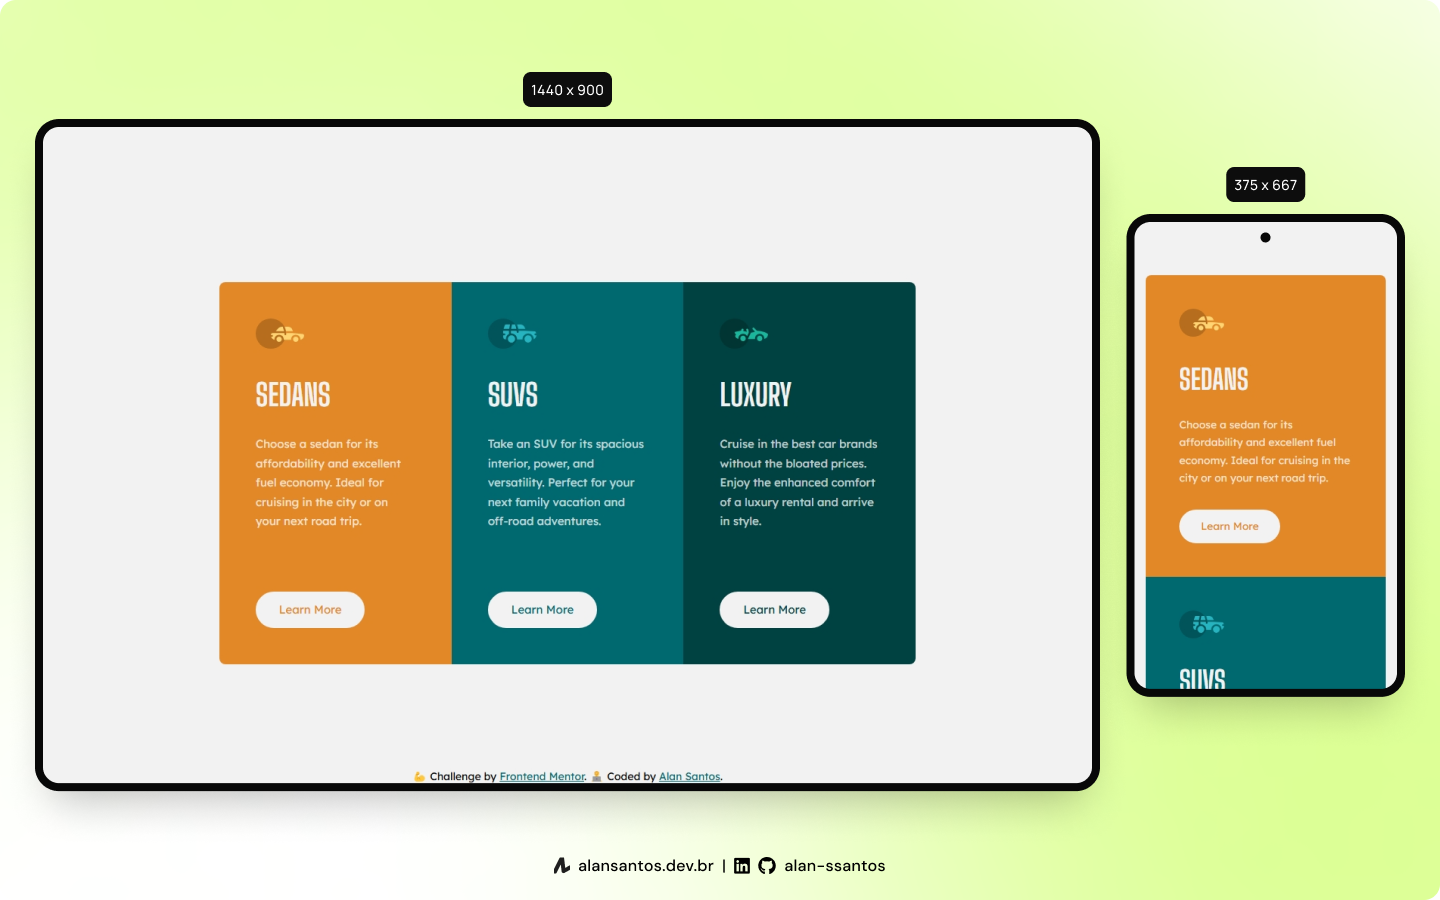 1440 x 900
SEDANS
Choose a sedan for its
affordability and excellent
fuel economy. Ideal for
cruising in the city or on
your next road trip.
Learn More
SUVS
Take an SUV for its spacious
interior, power, and
versatility. Perfect for your
next family vacation and
off-road adventures.
Learn More
LUXURY
Cruise in the best car brands
without the bloated prices.
Enjoy the enhanced comfort
of a luxury rental and arrive
in style.
Learn More
💪 Challenge by Frontend Mentor. 🧑‍💻 Coded by Alan Santos.
375 x 667
SEDANS
Choose a sedan for its
affordability and excellent fuel
economy. Ideal for cruising in the
city or on your next road trip.
Learn More
SUVS
alansantos.dev.br | in alan-ssantos